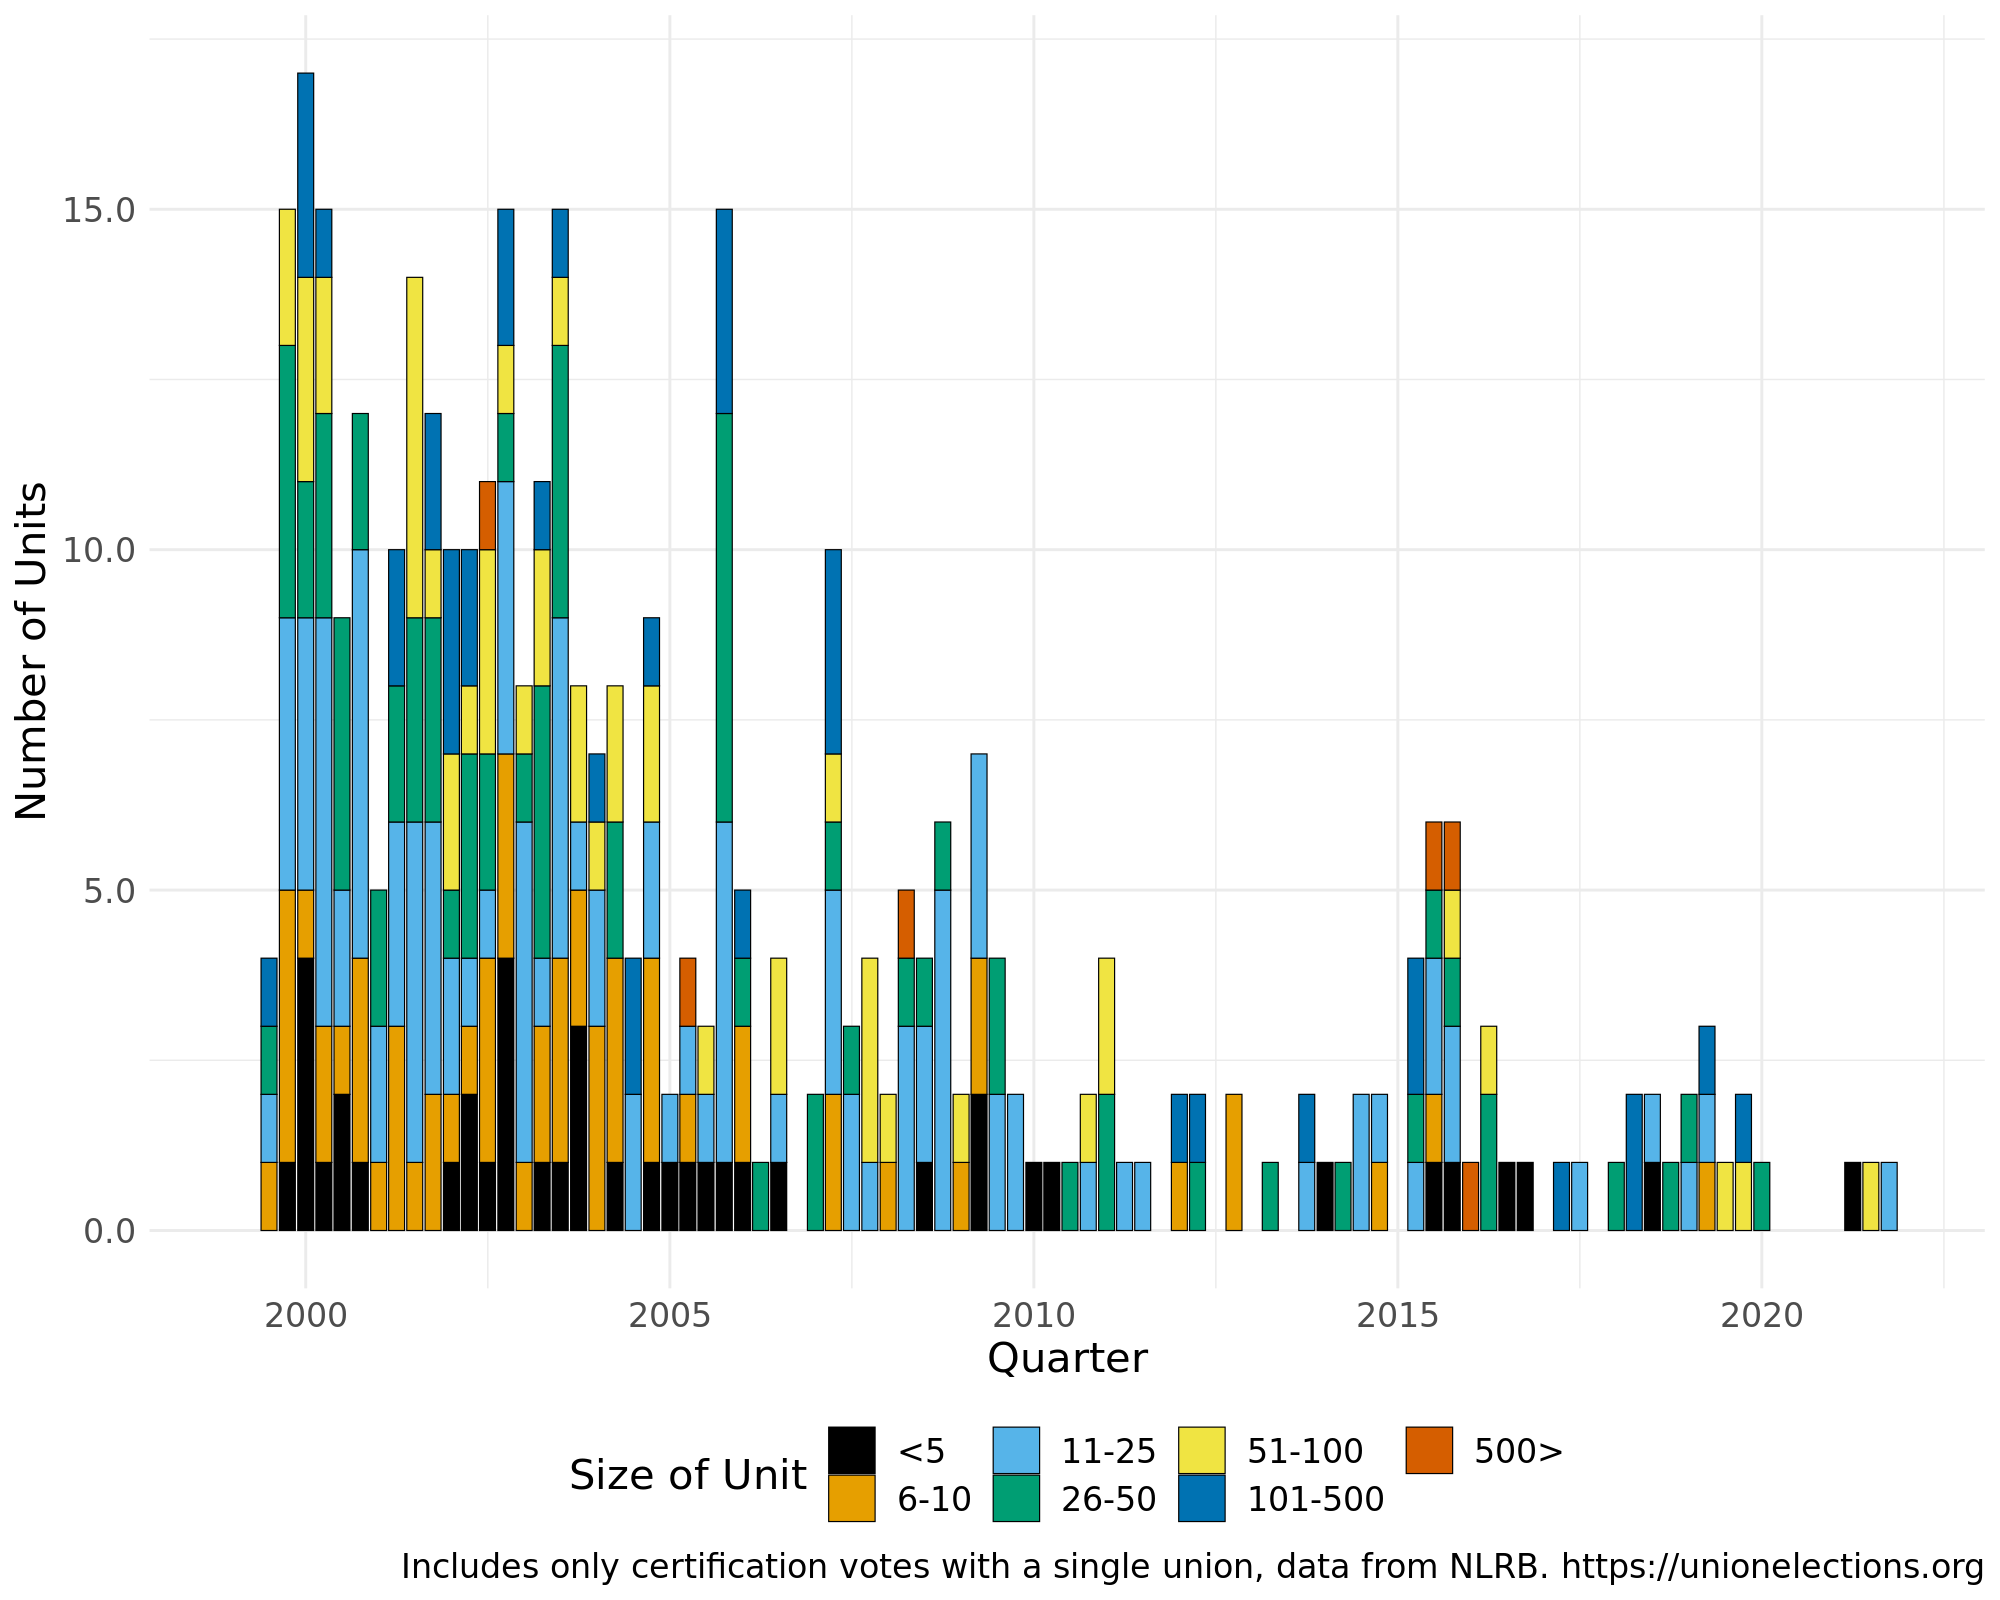 15.0
10.0
5.0
0.0
Number of Units
2000 2005 2010 2015 2020
Quarter
Size of Unit
<5 11-25 51-100 500>
6-10 26-50 101-500
Includes only certification votes with a single union, data from NLRB. https://unionelections.org